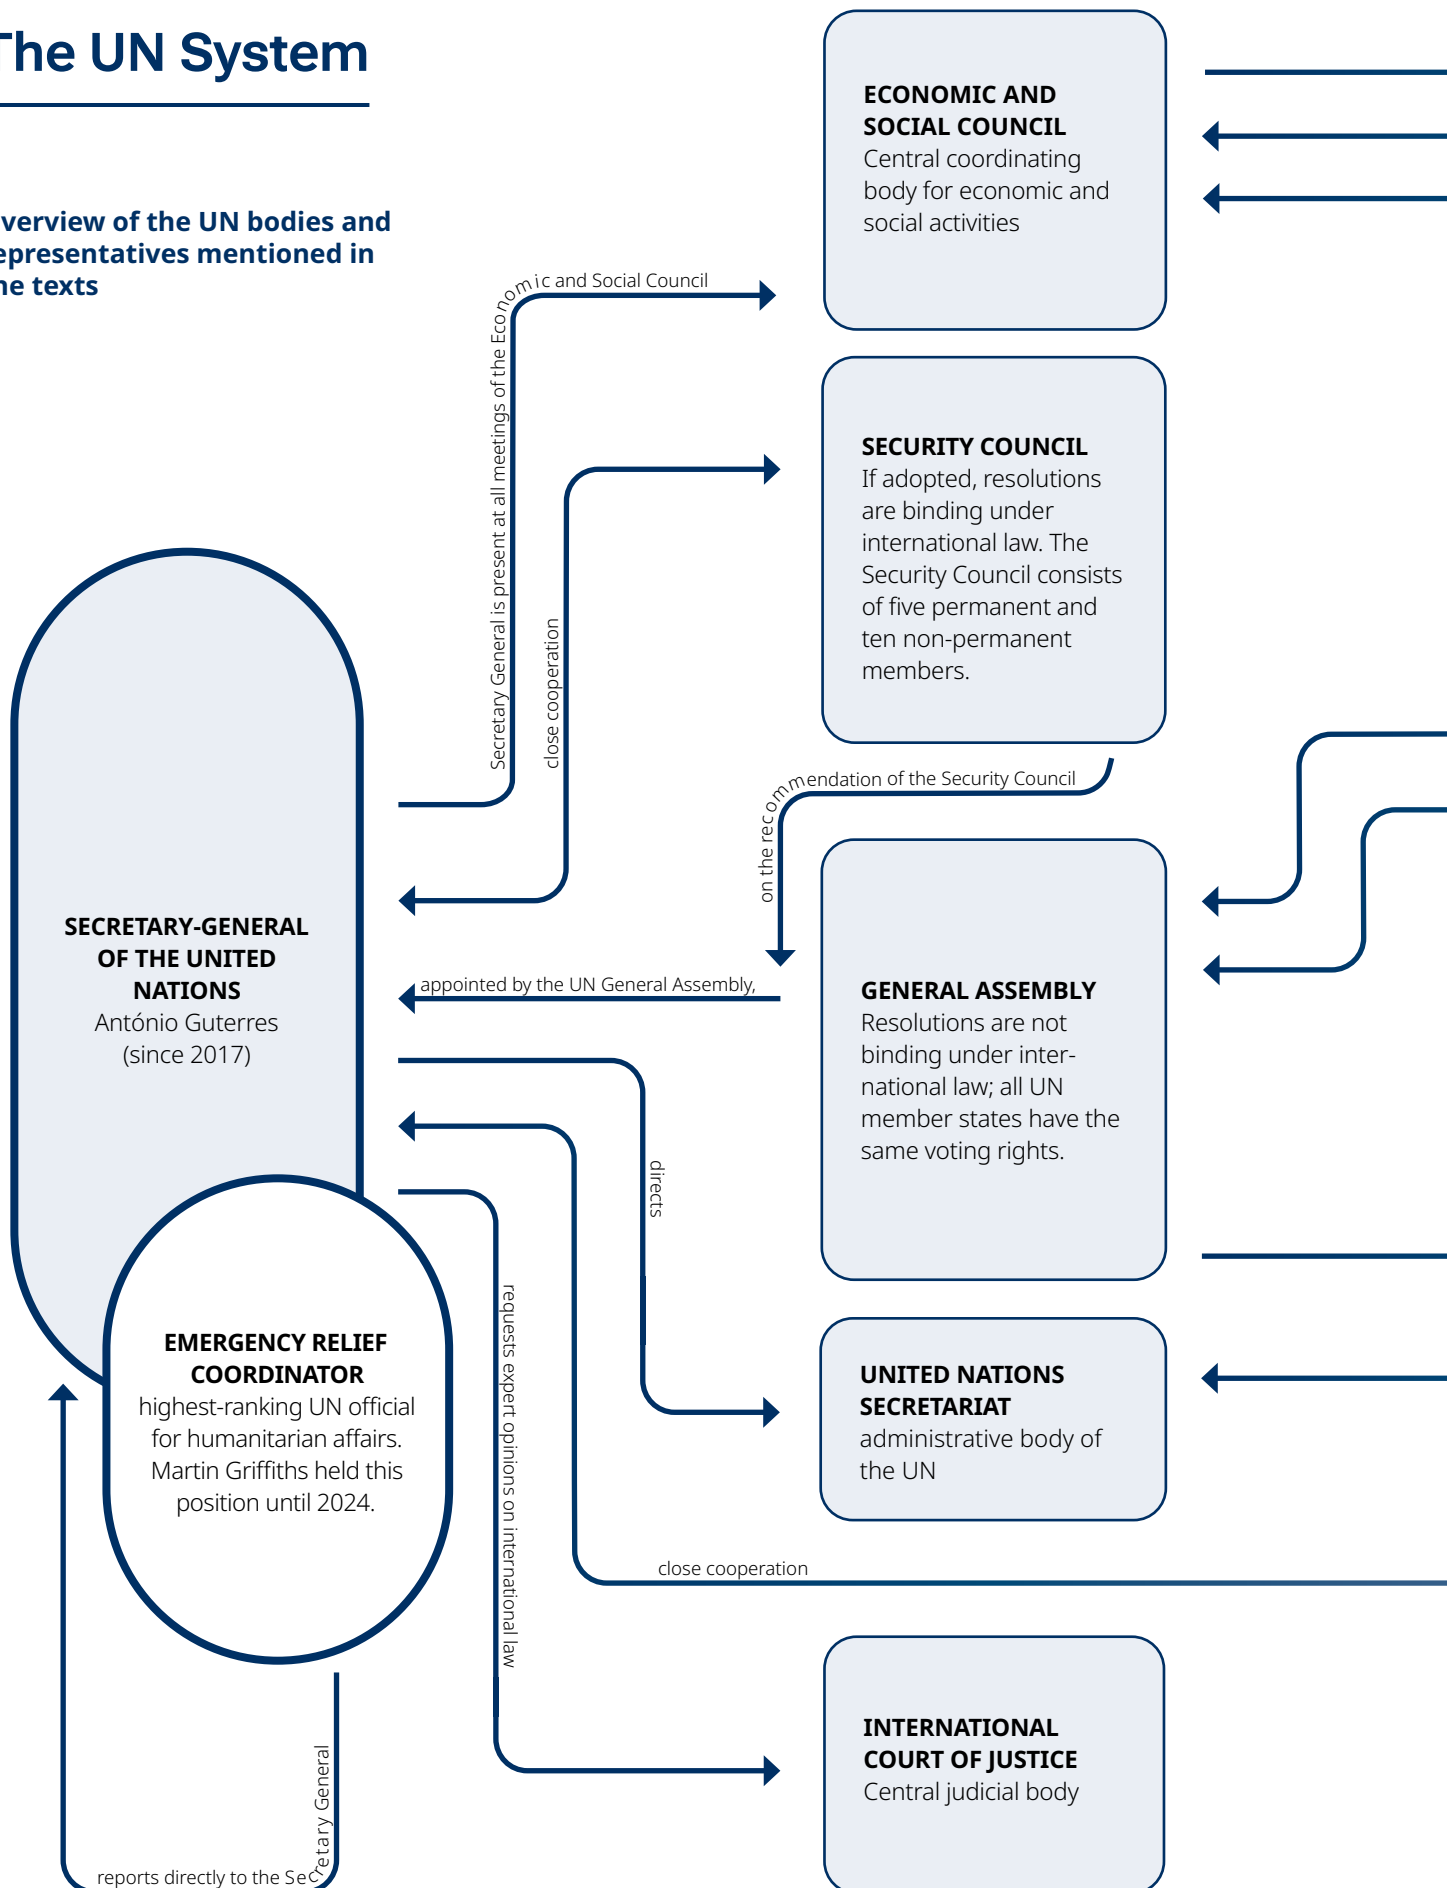 The UN System
verview of the UN bodies and
epresentatives mentioned in
he texts
ECONOMIC AND
SOCIAL COUNCIL
Central coordinating
body for economic and
social activities
Secretary General is present at all meetings of the Economic and Social Council
close cooperation
SECURITY COUNCIL
If adopted, resolutions
are binding under
international law. The
Security Council consists
of five permanent and
ten non-permanent
members.
on the recommendation of the Security Council
appointed by the UN General Assembly,
SECRETARY-GENERAL
OF THE UNITED
NATIONS
António Guterres
(since 2017)
GENERAL ASSEMBLY
Resolutions are not
binding under inter-
national law; all UN
member states have the
same voting rights.
directs
requests expert opinions on international law
EMERGENCY RELIEF
COORDINATOR
highest-ranking UN official
for humanitarian affairs.
Martin Griffiths held this
position until 2024.
UNITED NATIONS
SECRETARIAT
administrative body of
the UN
close cooperation
INTERNATIONAL
COURT OF JUSTICE
Central judicial body
reports directly to the Secretary General